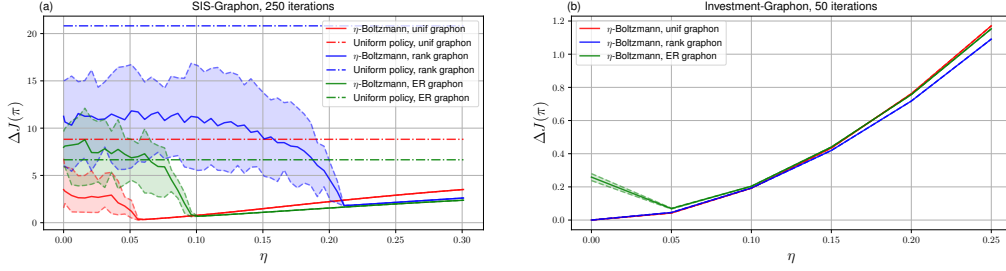 (a)
SIS-Graphon, 250 iterations
η-Boltzmann, unif graphon
Uniform policy, unif graphon
η-Boltzmann, rank graphon
Uniform policy, rank graphon
η-Boltzmann, ER graphon
Uniform policy, ER graphon
ΔJ(π)
20
15
10
5
0
0.00
0.05
0.10
0.15
0.20
0.25
0.30
η
(b)
Investment-Graphon, 50 iterations
η-Boltzmann, unif graphon
η-Boltzmann, rank graphon
η-Boltzmann, ER graphon
ΔJ(π)
1.2
1.0
0.8
0.6
0.4
0.2
0.0
0.00
0.05
0.10
0.15
0.20
0.25
η